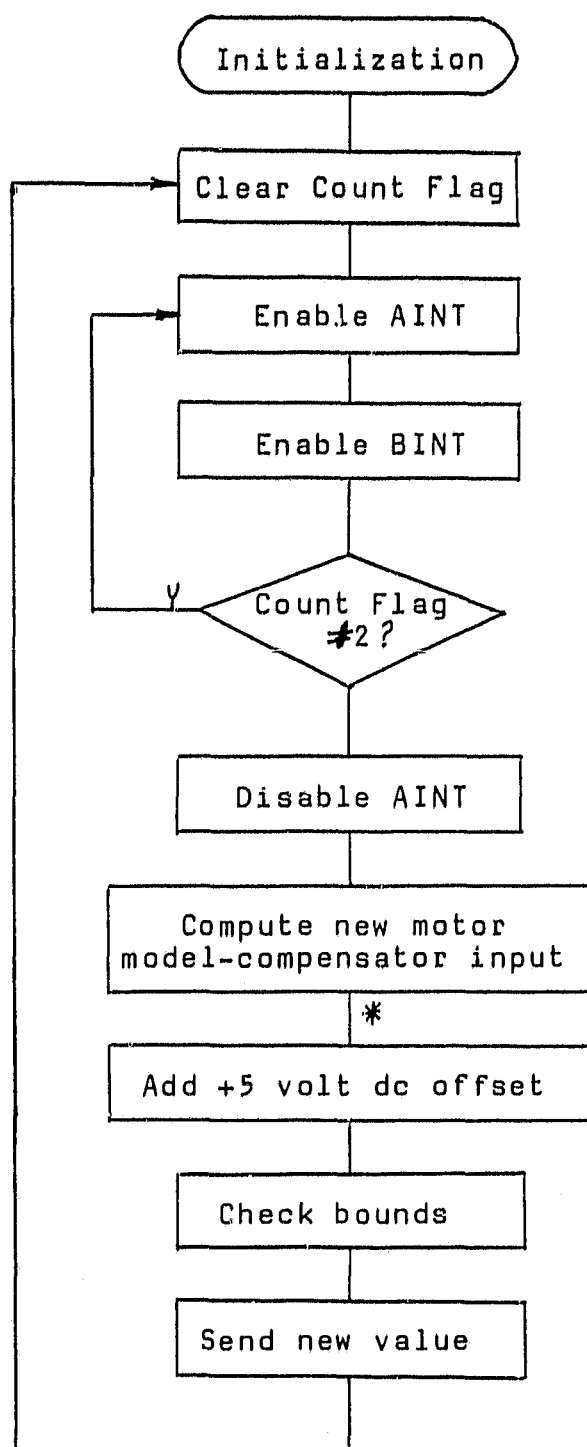 Initialization
Clear Count Flag
Enable AINT
Enable BINT
Y
Count Flag
≠2?
Disable AINT
Compute new motor
model-compensator input
*
Add +5 volt dc offset
Check bounds
Send new value